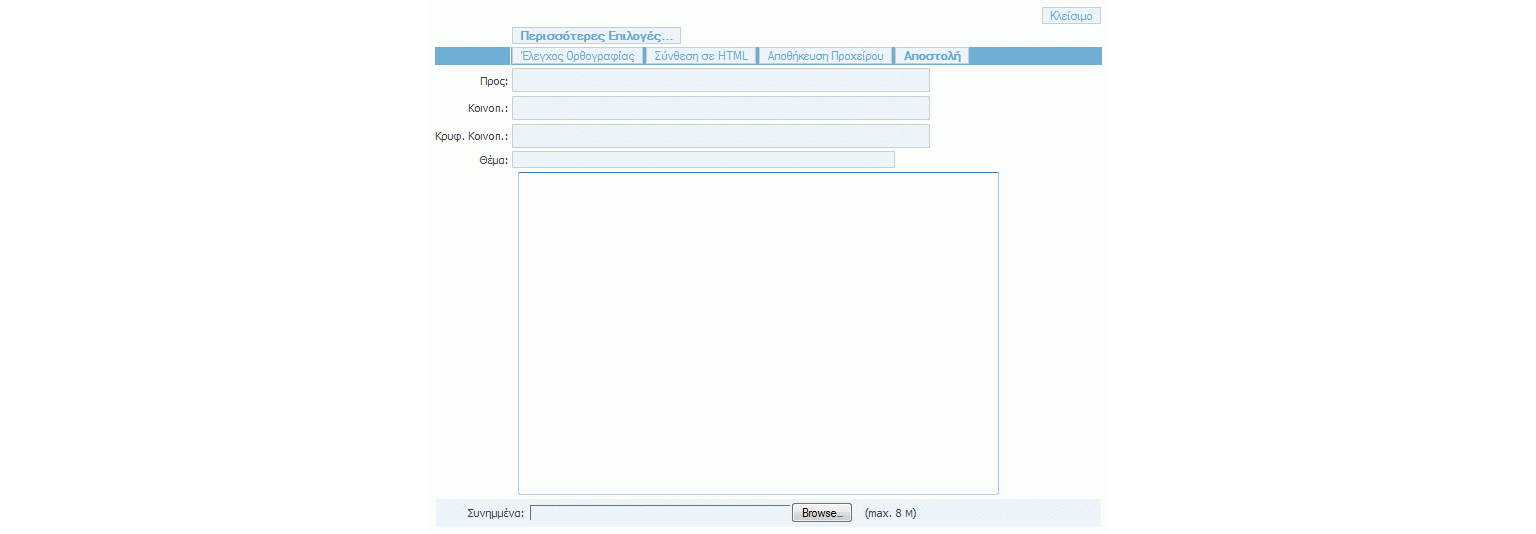 Κλείσιμο
Περισσότερες Επιλογές...
Έλεγχος Ορθογραφίας Σύνθεση σε HTML Αποθήκευση Προχείρου Αποστολή
Προς:
Κοινοπ.:
Κρυφ. Κοινοπ.:
Θέμα:
Συνημμένα: Browse... (max. 8 M)